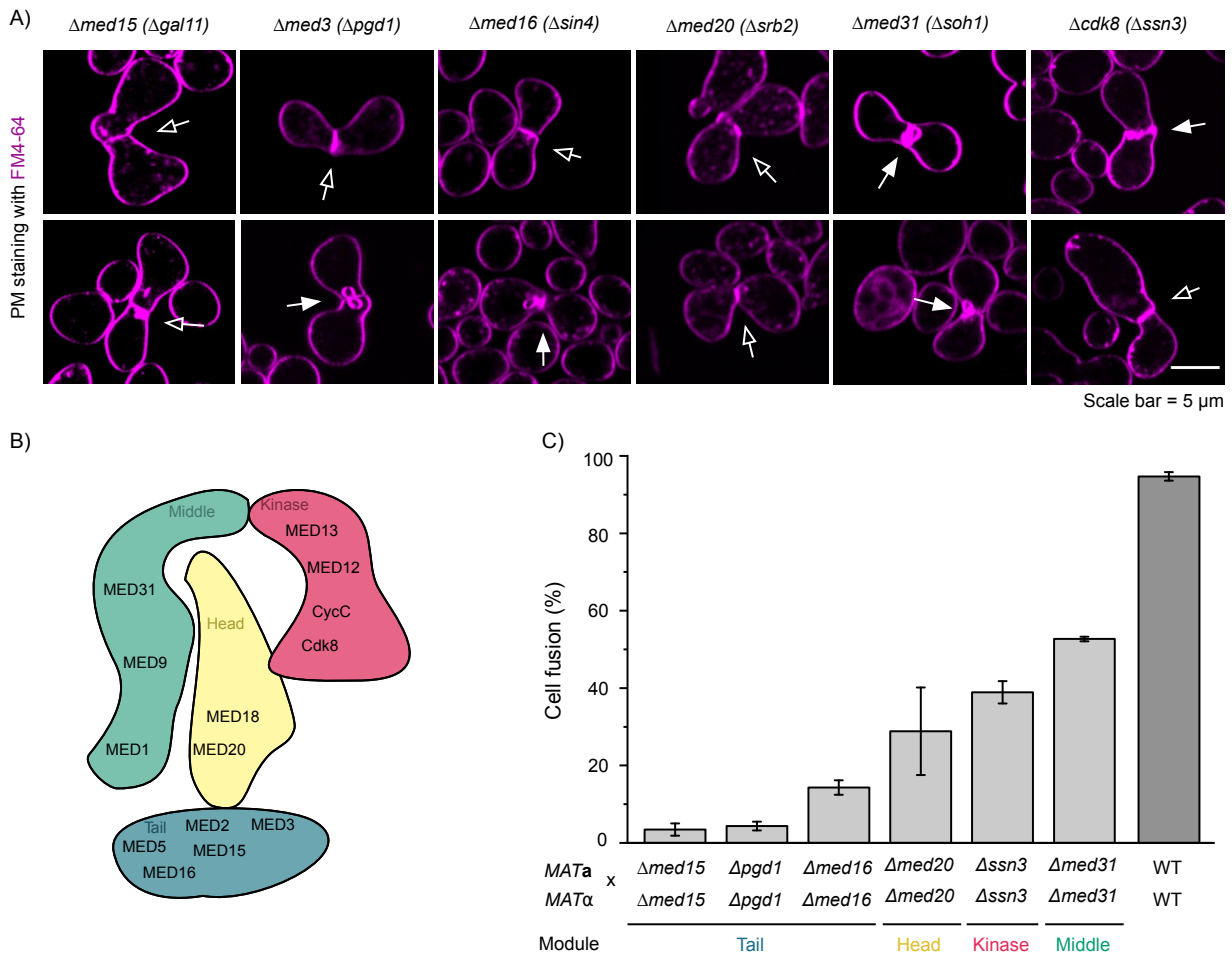 A)
Δmed15 (Δgal11) Δmed3 (Δpgd1) Δmed16 (Δsin4) Δmed20 (Δsrb2) Δmed31 (Δsoh1) Δcdk8 (Δssn3)
PM staining with FM4-64
Scale bar = 5 μm
B)
Middle
Kinase
MED13
MED12
CycC
Cdk8
MED31
MED9
MED1
Head
MED18
MED20
Tail
MED2
MED3
MED5
MED15
MED16
C)
Cell fusion (%)
100
80
60
40
20
0
MATa x Δmed15 Δpgd1 Δmed16 Δmed20 Δssn3 Δmed31 WT
MATα Δmed15 Δpgd1 Δmed16 Δmed20 Δssn3 Δmed31 WT
Module Tail Head Kinase Middle